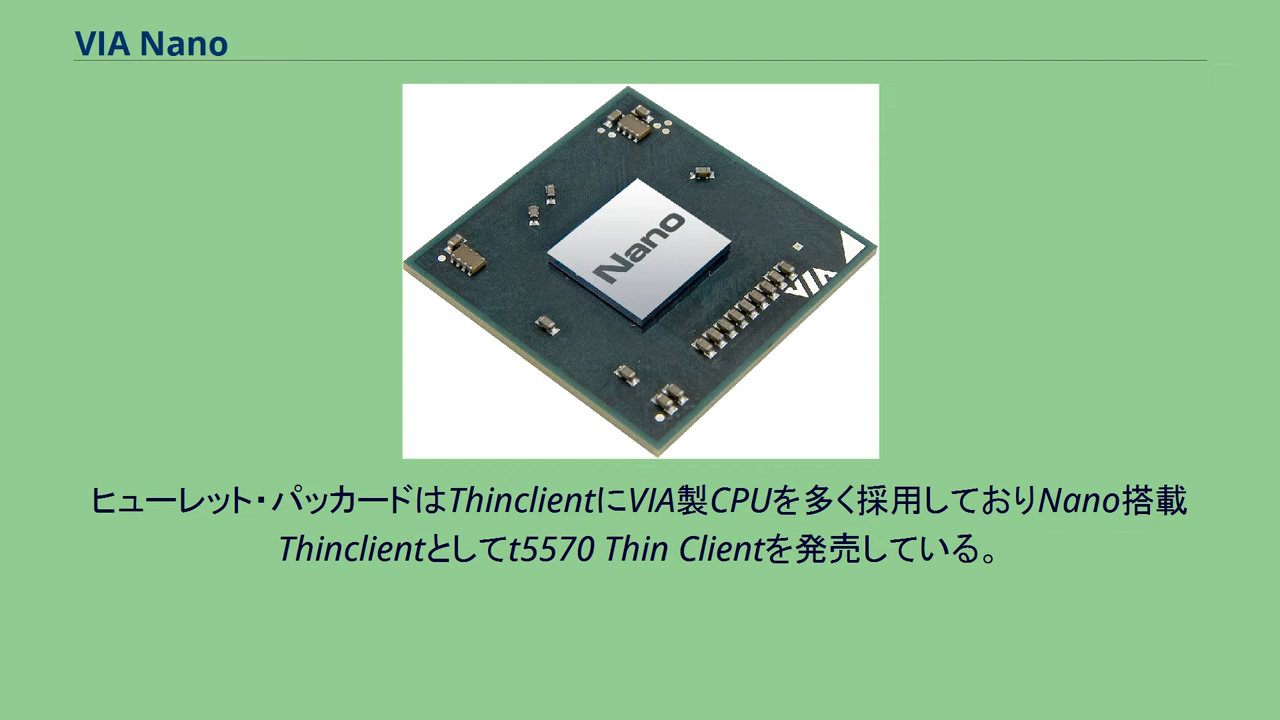 VIA Nano
Nano
VIA
ヒューレット・パッカードはThinclientにVIA製CPUを多く採用しておりNano搭載
Thinclientとしてt5570 Thin Clientを発売している。